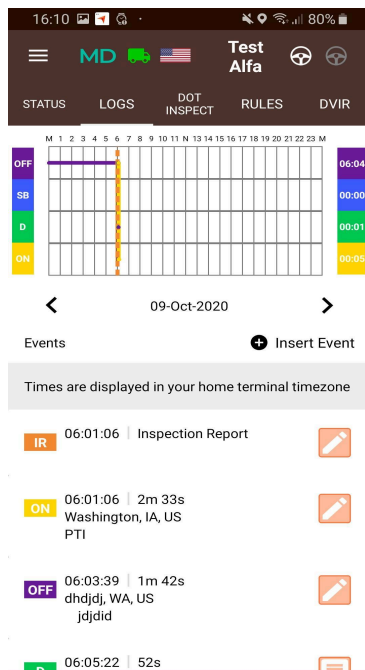 16:10 80%
MD Test Alfa
STATUS LOGS DOT INSPECT RULES DVIR
M 1 2 3 4 5 6 7 8 9 10 11 N 13 14 15 16 17 18 19 20 21 22 23 M
OFF 06:04
SB 00:00
D 00:01
ON 00:05
09-Oct-2020
Events Insert Event
Times are displayed in your home terminal timezone
IR 06:01:06 | Inspection Report
ON 06:01:06 | 2m 33s
Washington, IA, US
PTI
OFF 06:03:39 | 1m 42s
dhdjdj, WA, US
jdjdid
D 06:05:22 | 52s